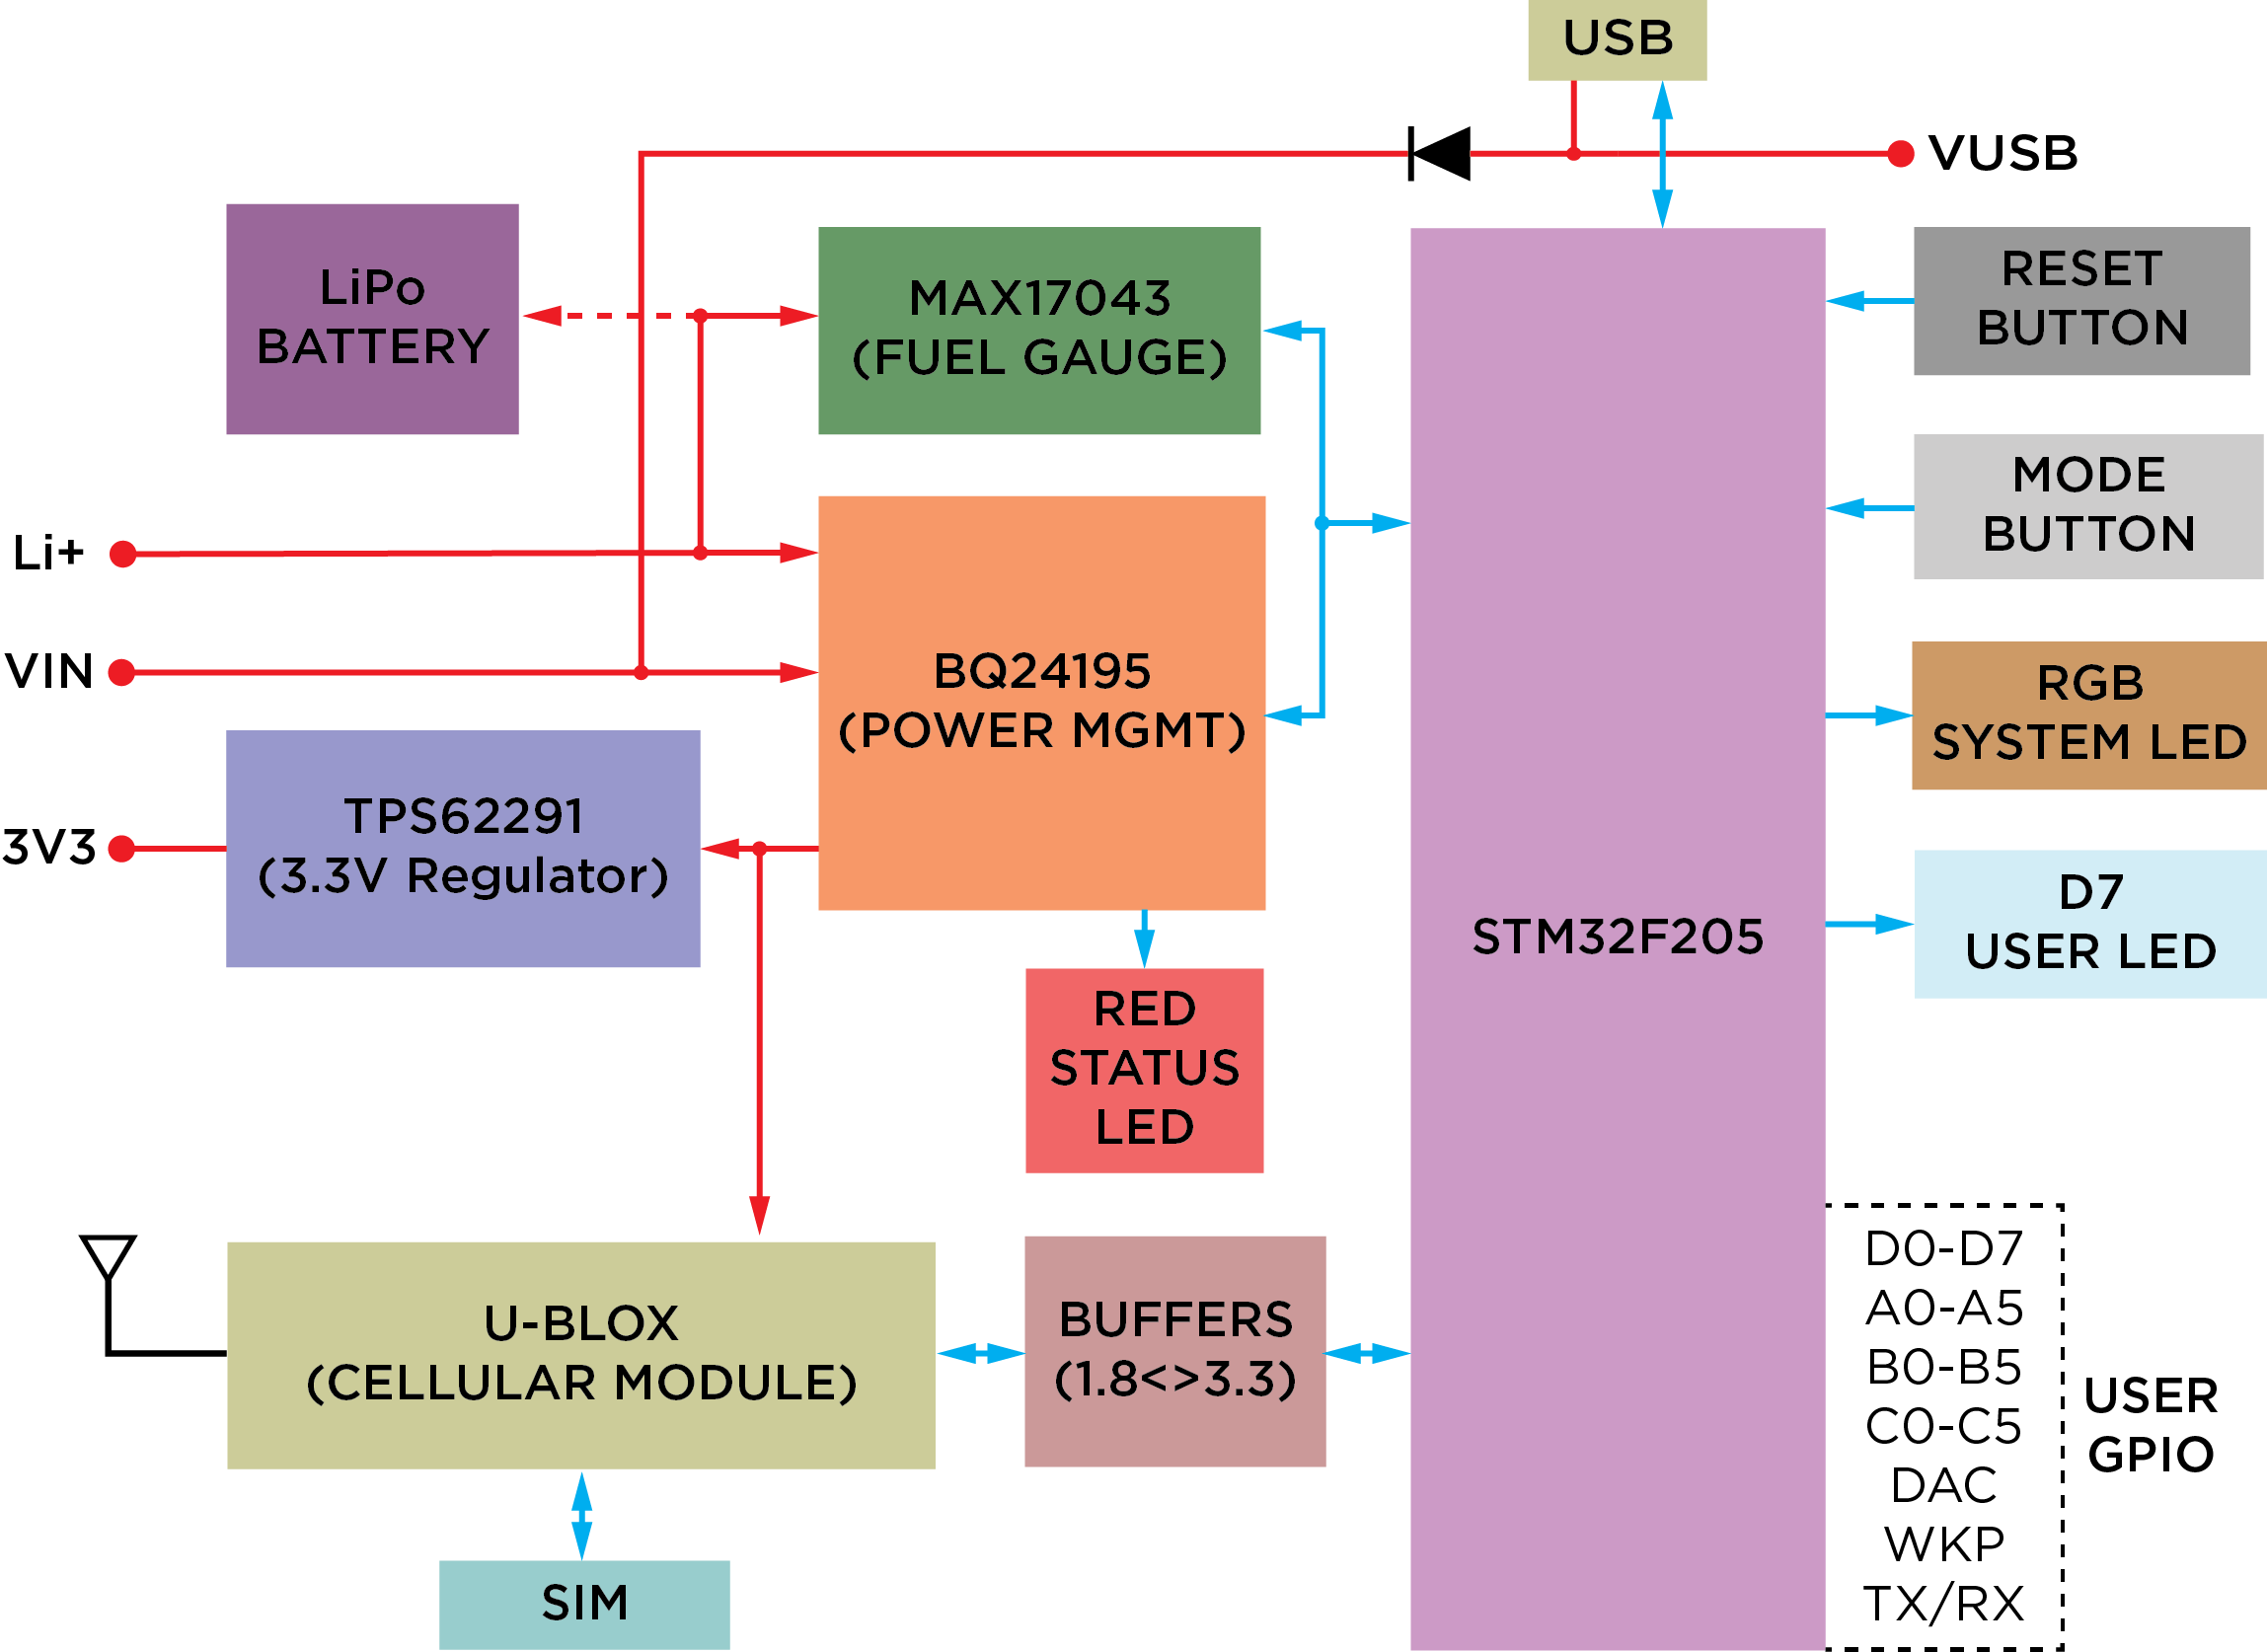 USB
VUSB
LiPo
BATTERY
MAX17043
(FUEL GAUGE)
RESET
BUTTON
MODE
BUTTON
Li+
VIN
BQ24195
(POWER MGMT)
RGB
SYSTEM LED
3V3
TPS62291
(3.3V Regulator)
STM32F205
D7
USER LED
RED
STATUS
LED
U-BLOX
(CELLULAR MODULE)
BUFFERS
(1.8<>3.3)
D0-D7
A0-A5
B0-B5
C0-C5
DAC
WKP
TX/RX
USER
GPIO
SIM